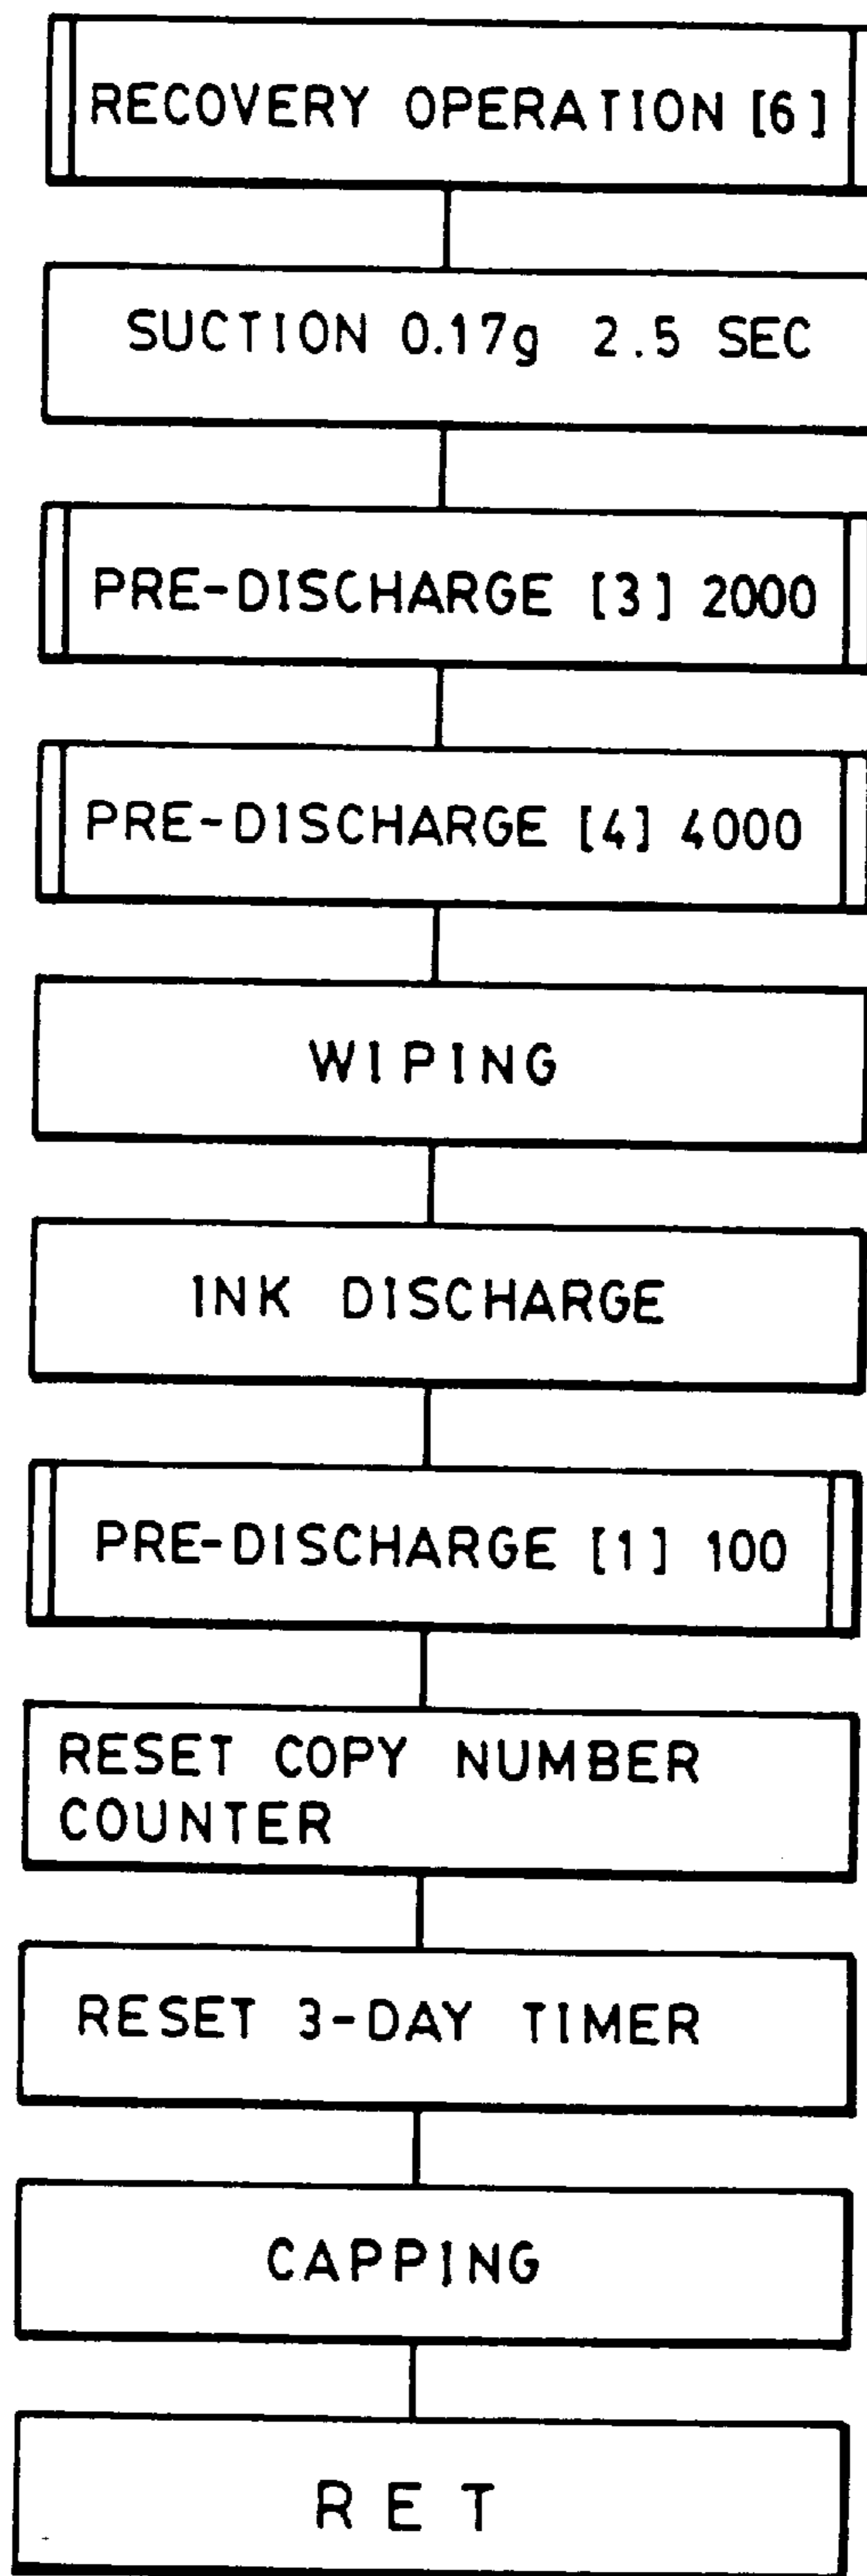 RECOVERY OPERATION [6]
SUCTION 0.17g 2.5 SEC
PRE-DISCHARGE [3] 2000
PRE-DISCHARGE [4] 4000
WIPING
INK DISCHARGE
PRE-DISCHARGE [1] 100
RESET COPY NUMBER
COUNTER
RESET 3-DAY TIMER
CAPPING
RET